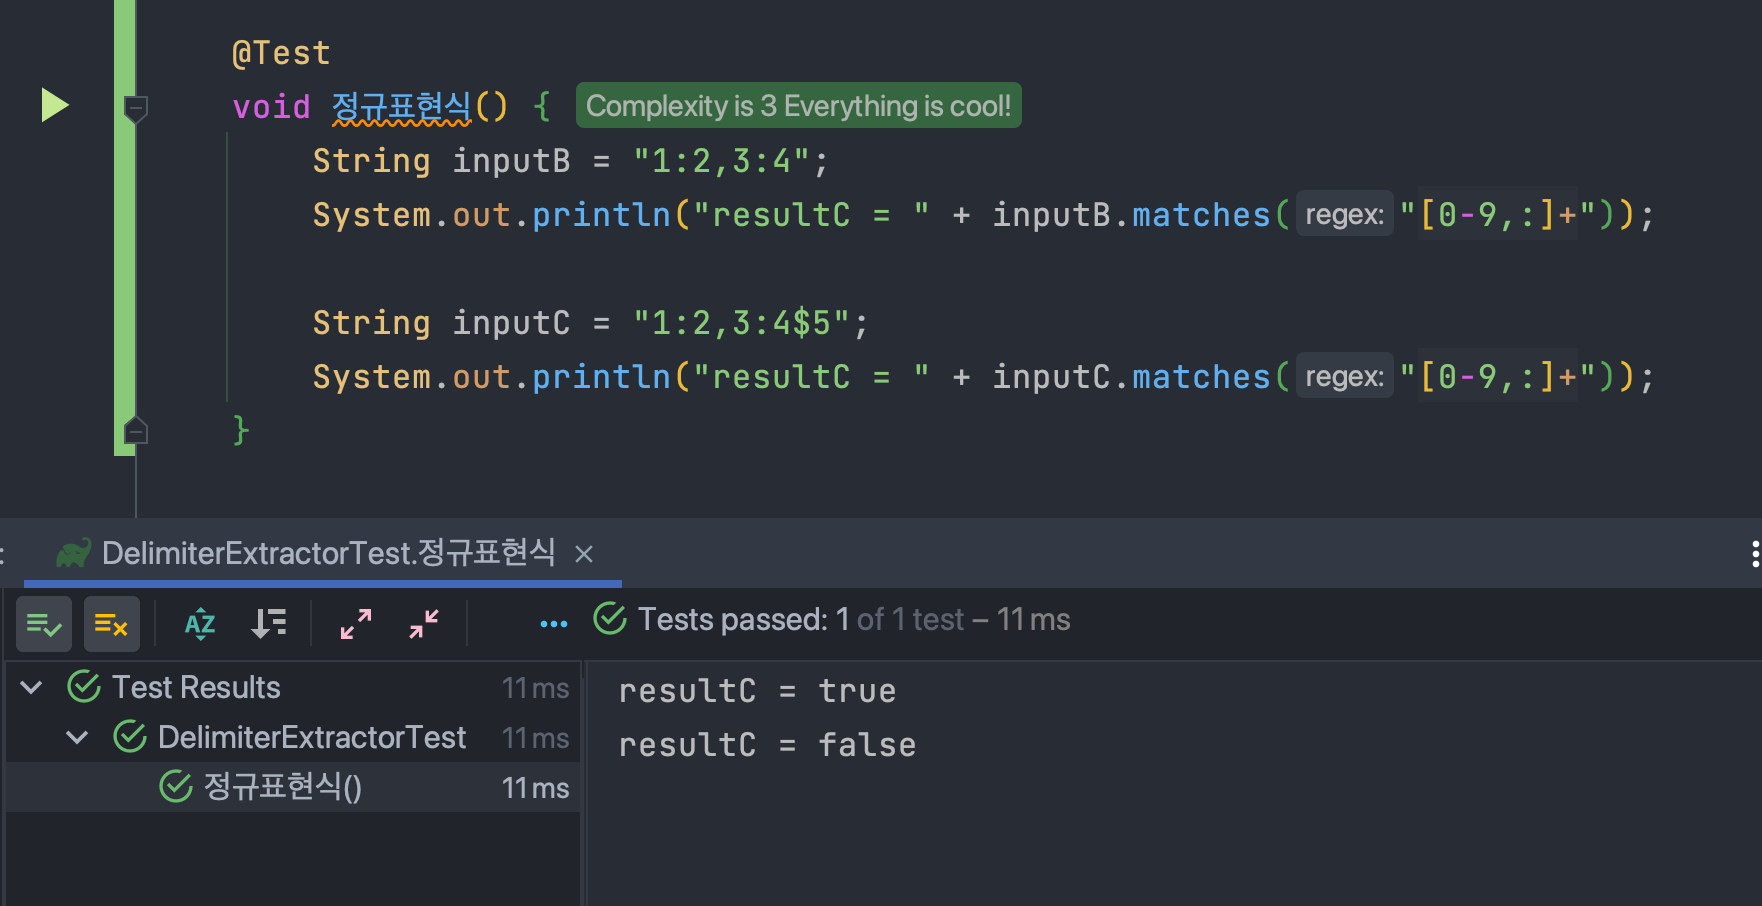 @Test
void 정규표현식() { Complexity is 3 Everything is cool!
String inputB = "1:2,3:4";
System.out.println("resultC = " + inputB.matches( regex: "[0-9,:]+"));
String inputC = "1:2,3:4$5";
System.out.println("resultC = " + inputC.matches( regex: "[0-9,:]+"));
}
: DelimiterExtractorTest.정규표현식 ×
AZ Tests passed: 1 of 1 test – 11 ms
Test Results 11 ms
DelimiterExtractorTest 11 ms
정규표현식() 11 ms
resultC = true
resultC = false